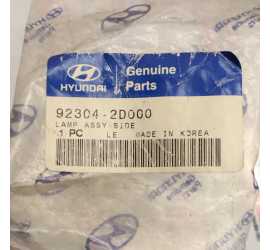 HYUNDAI
Genuine
Parts
92304-2D000
LAMP ASSY SIDE
1 PC LE MADE IN KOREA